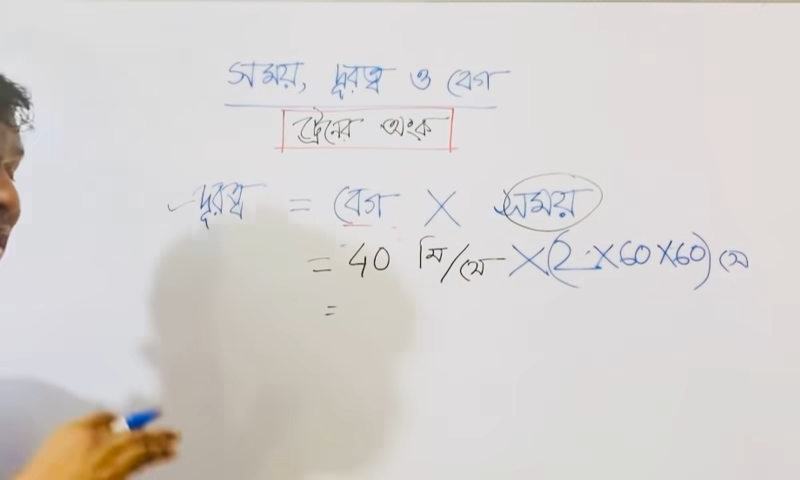 সময়, দূরত্ব ও বেগ
ট্রেনের অংক
দূরত্ব = বেগ × সময়
= 40 মি/সে × (2 × 60 × 60) সে
=